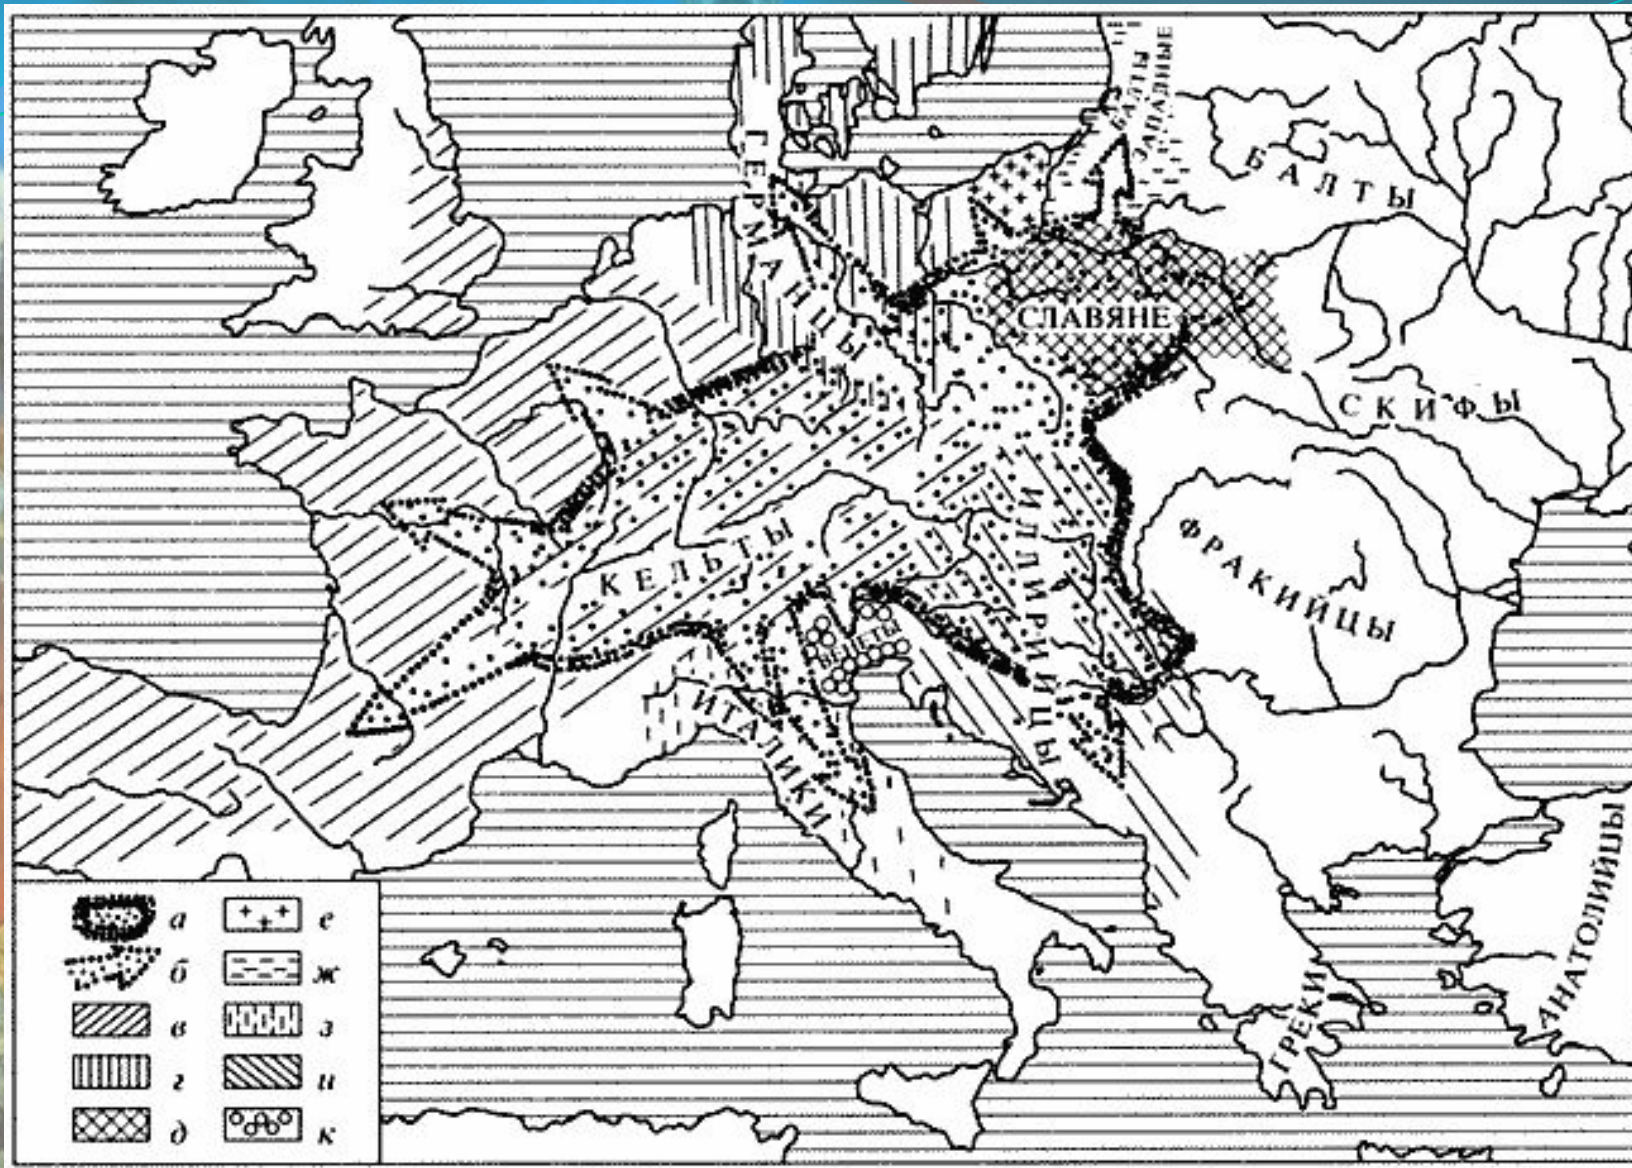 БАЛТЫ
ЗАПАДНЫЕ
БАЛТЫ
ГЕРМАНЦЫ
СЛАВЯНЕ
СКИФЫ
ИЛЛИРИЙЦЫ
ФРАКИЙЦЫ
КЕЛЬТЫ
ВЕНЕТЫ
ИТАЛИКИ
АНАТОЛИЙЦЫ
ГРЕКИ
а
б
в
г
д
е
ж
з
и
к